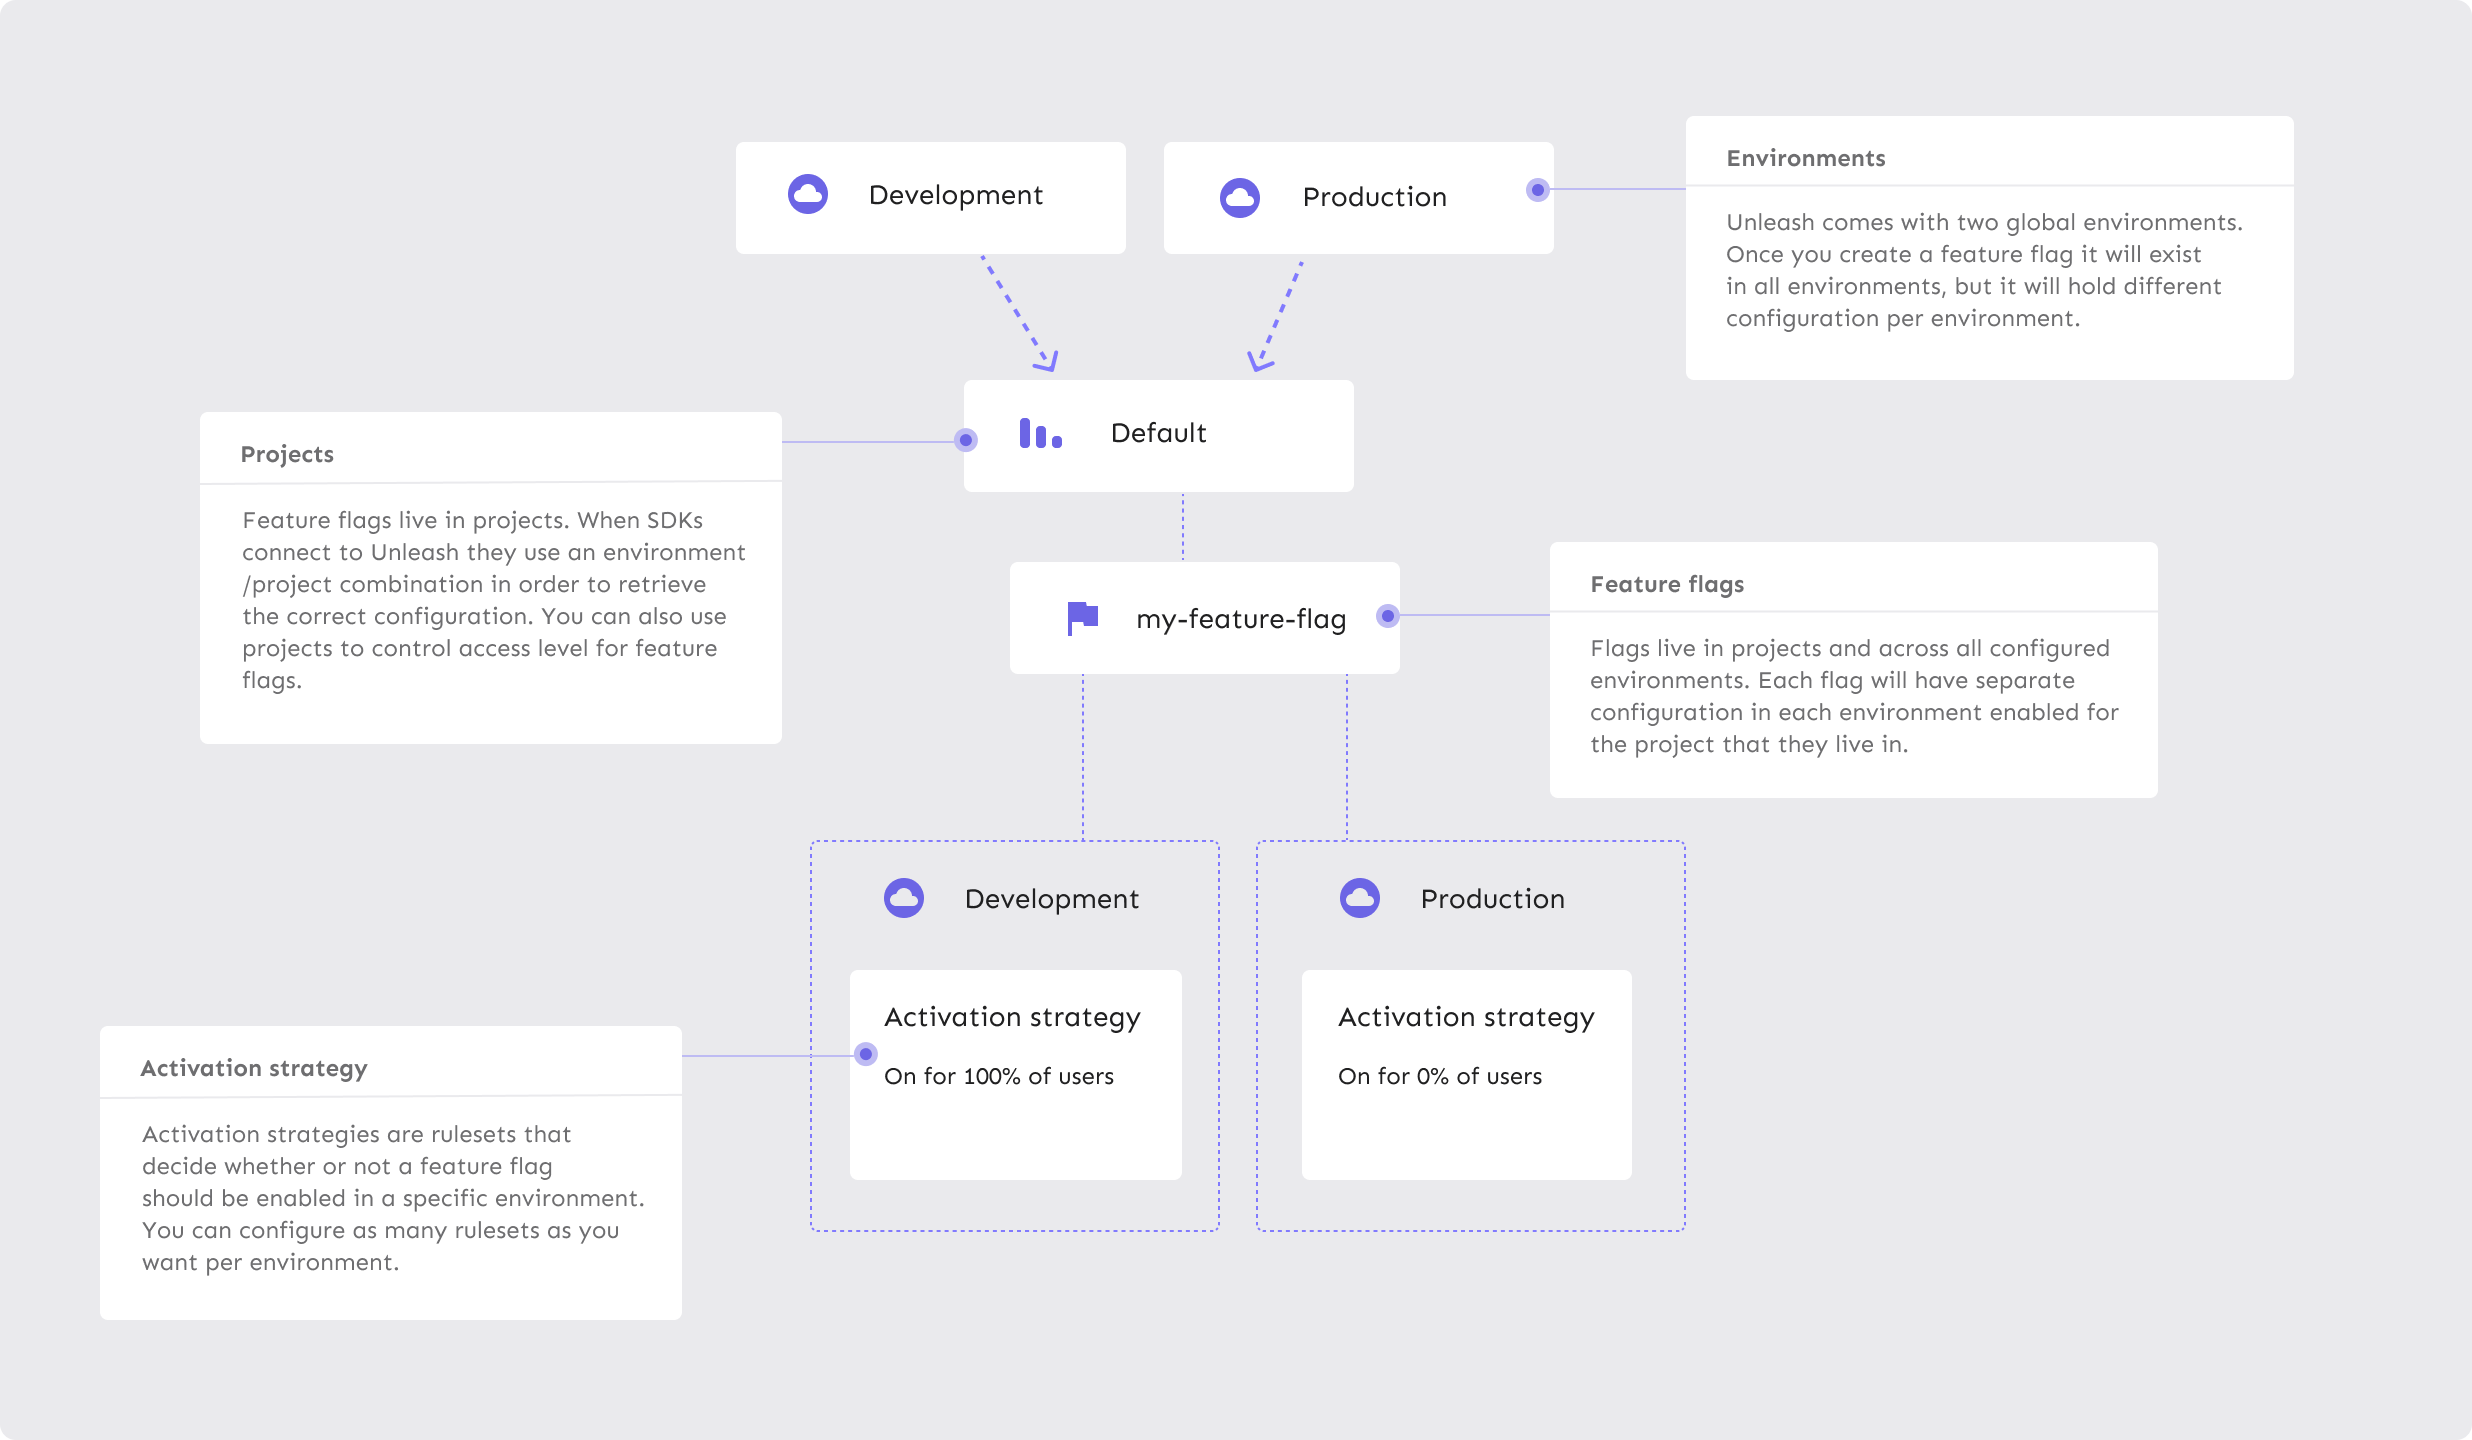 Development
Production
Environments
Unleash comes with two global environments.
Once you create a feature flag it will exist
in all environments, but it will hold different
configuration per environment.
Default
Projects
Feature flags live in projects. When SDKs
connect to Unleash they use an environment
/project combination in order to retrieve
the correct configuration. You can also use
projects to control access level for feature
flags.
my-feature-flag
Feature flags
Flags live in projects and across all configured
environments. Each flag will have separate
configuration in each environment enabled for
the project that they live in.
Development
Activation strategy
On for 100% of users
Production
Activation strategy
On for 0% of users
Activation strategy
Activation strategies are rulesets that
decide whether or not a feature flag
should be enabled in a specific environment.
You can configure as many rulesets as you
want per environment.